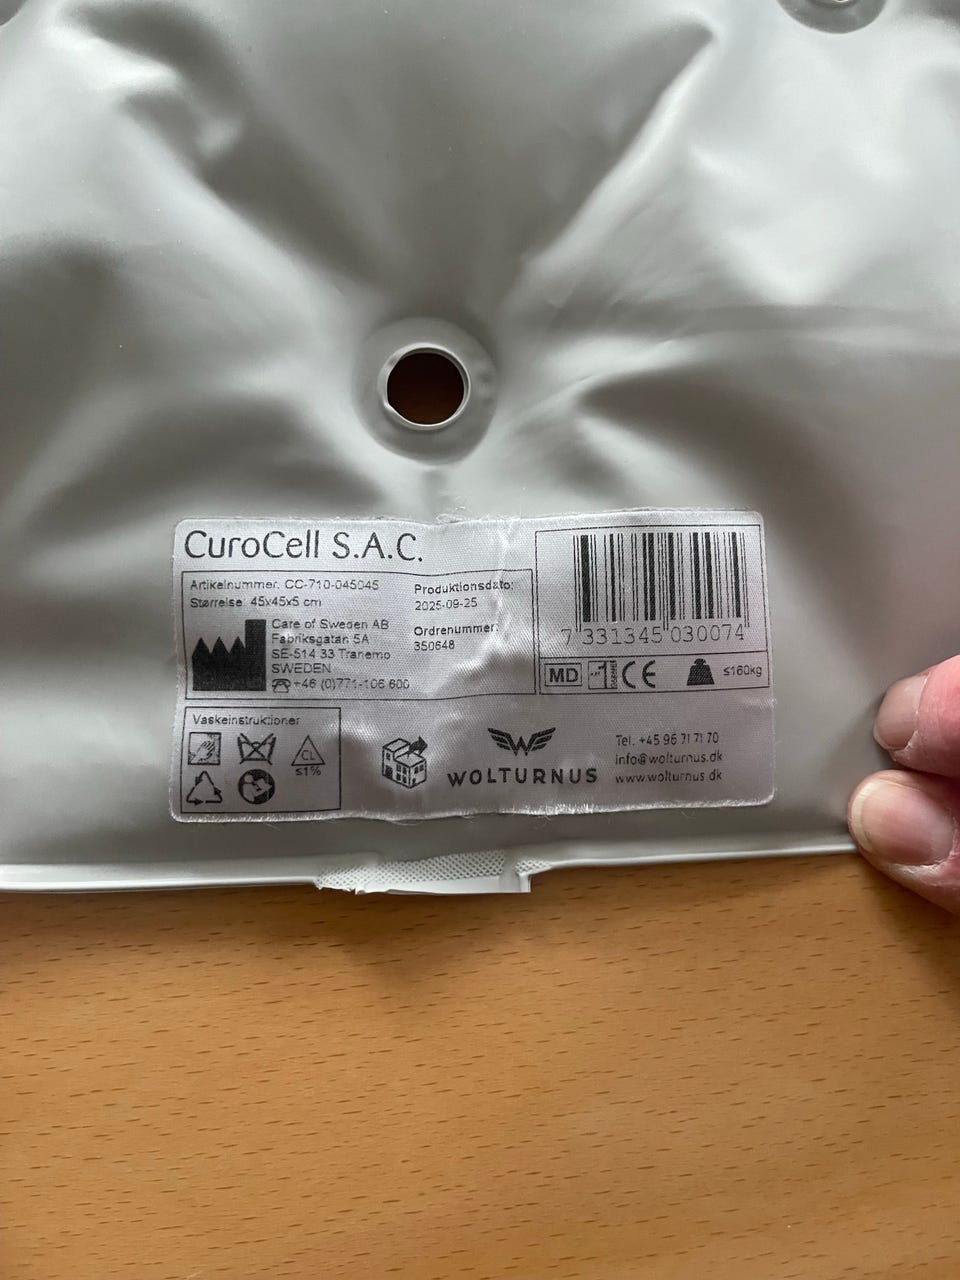 CuroCell S.A.C.
Artikelnummer: CC-710-045045
Størrelse: 45x45x5 cm
Care of Sweden AB
Fabriksgatan 5A
SE-514 33 Tranemo
SWEDEN
+46 (0)771-106 600
Produktionsdato:
2025-09-25
Ordrenummer:
350648
7 331345 030074
MD
1
CE
≤160kg
Vaskeinstruktioner
CL
≤1%
WOLTURNUS
Tel. +45 96 71 71 70
info@wolturnus.dk
www.wolturnus.dk